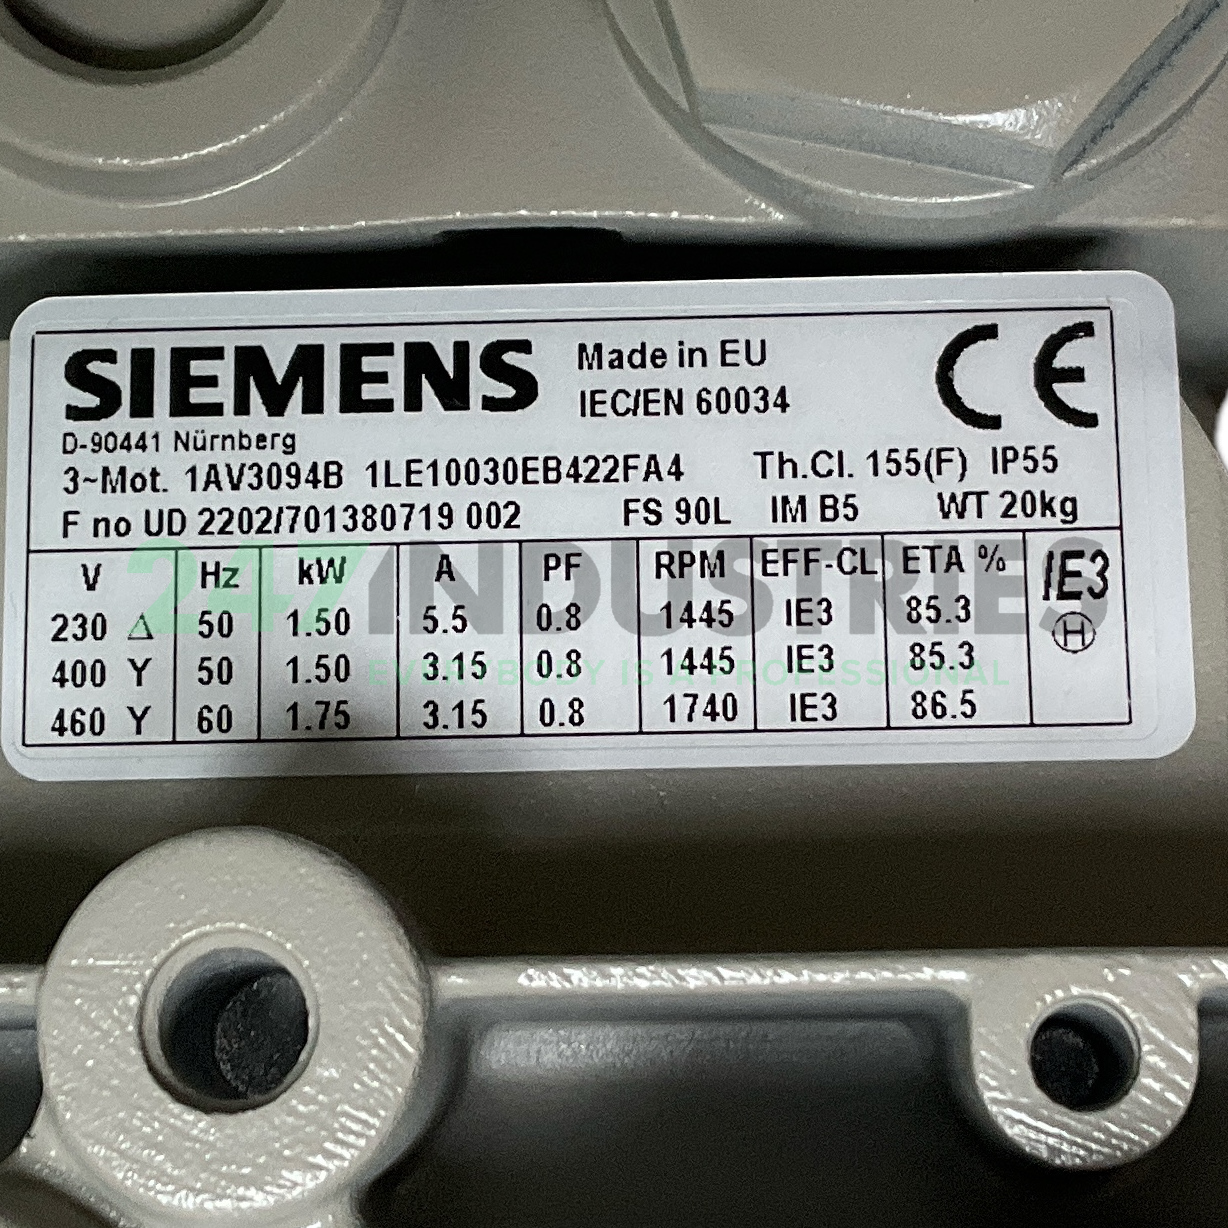 SIEMENS
Made in EU
IEC/EN 60034
CE
D-90441 Nürnberg
3~Mot. 1AV3094B 1LE10030EB422FA4 Th.Cl. 155(F) IP55
F no UD 2202/701380719 002 FS 90L IM B5 WT 20kg
V Hz kW A PF RPM EFF-CL ETA % IE3
230 Δ 50 1.50 5.5 0.8 1445 IE3 85.3 H
400 Y 50 1.50 3.15 0.8 1445 IE3 85.3
460 Y 60 1.75 3.15 0.8 1740 IE3 86.5
247INDUSTRIES
EVERYBODY IS A PROFESSIONAL